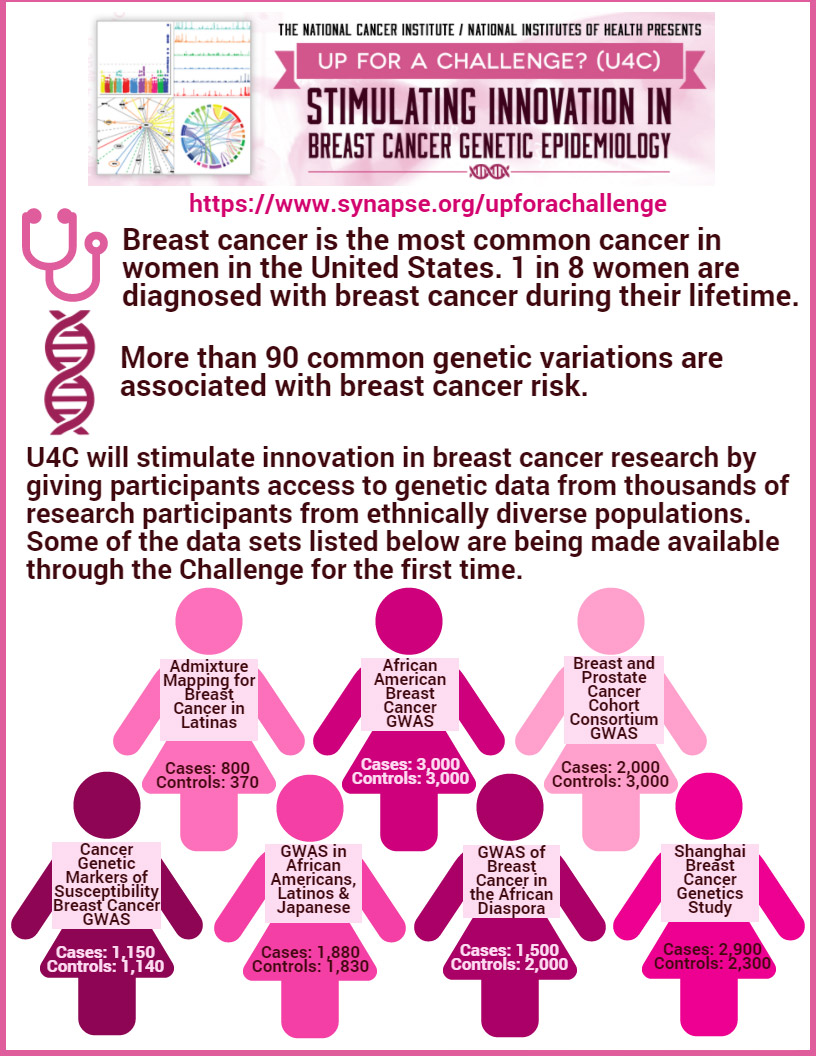 THE NATIONAL CANCER INSTITUTE / NATIONAL INSTITUTES OF HEALTH PRESENTS
UP FOR A CHALLENGE? (U4C)
STIMULATING INNOVATION IN
BREAST CANCER GENETIC EPIDEMIOLOGY
https://www.synapse.org/upforachallenge
Breast cancer is the most common cancer in
women in the United States. 1 in 8 women are
diagnosed with breast cancer during their lifetime.
More than 90 common genetic variations are
associated with breast cancer risk.
U4C will stimulate innovation in breast cancer research by
giving participants access to genetic data from thousands of
research participants from ethnically diverse populations.
Some of the data sets listed below are being made available
through the Challenge for the first time.
Admixture
Mapping for
Breast
Cancer in
Latinas
Cases: 800
Controls: 370
African
American
Breast
Cancer
GWAS
Cases: 3,000
Controls: 3,000
Breast and
Prostate
Cancer
Cohort
Consortium
GWAS
Cases: 2,000
Controls: 3,000
Cancer
Genetic
Markers of
Susceptibility
Breast Cancer
GWAS
Cases: 1,150
Controls: 1,140
GWAS in
African
Americans,
Latinos &
Japanese
Cases: 1,880
Controls: 1,830
GWAS of
Breast
Cancer in
the African
Diaspora
Cases: 1,500
Controls: 2,000
Shanghai
Breast
Cancer
Genetics
Study
Cases: 2,900
Controls: 2,300